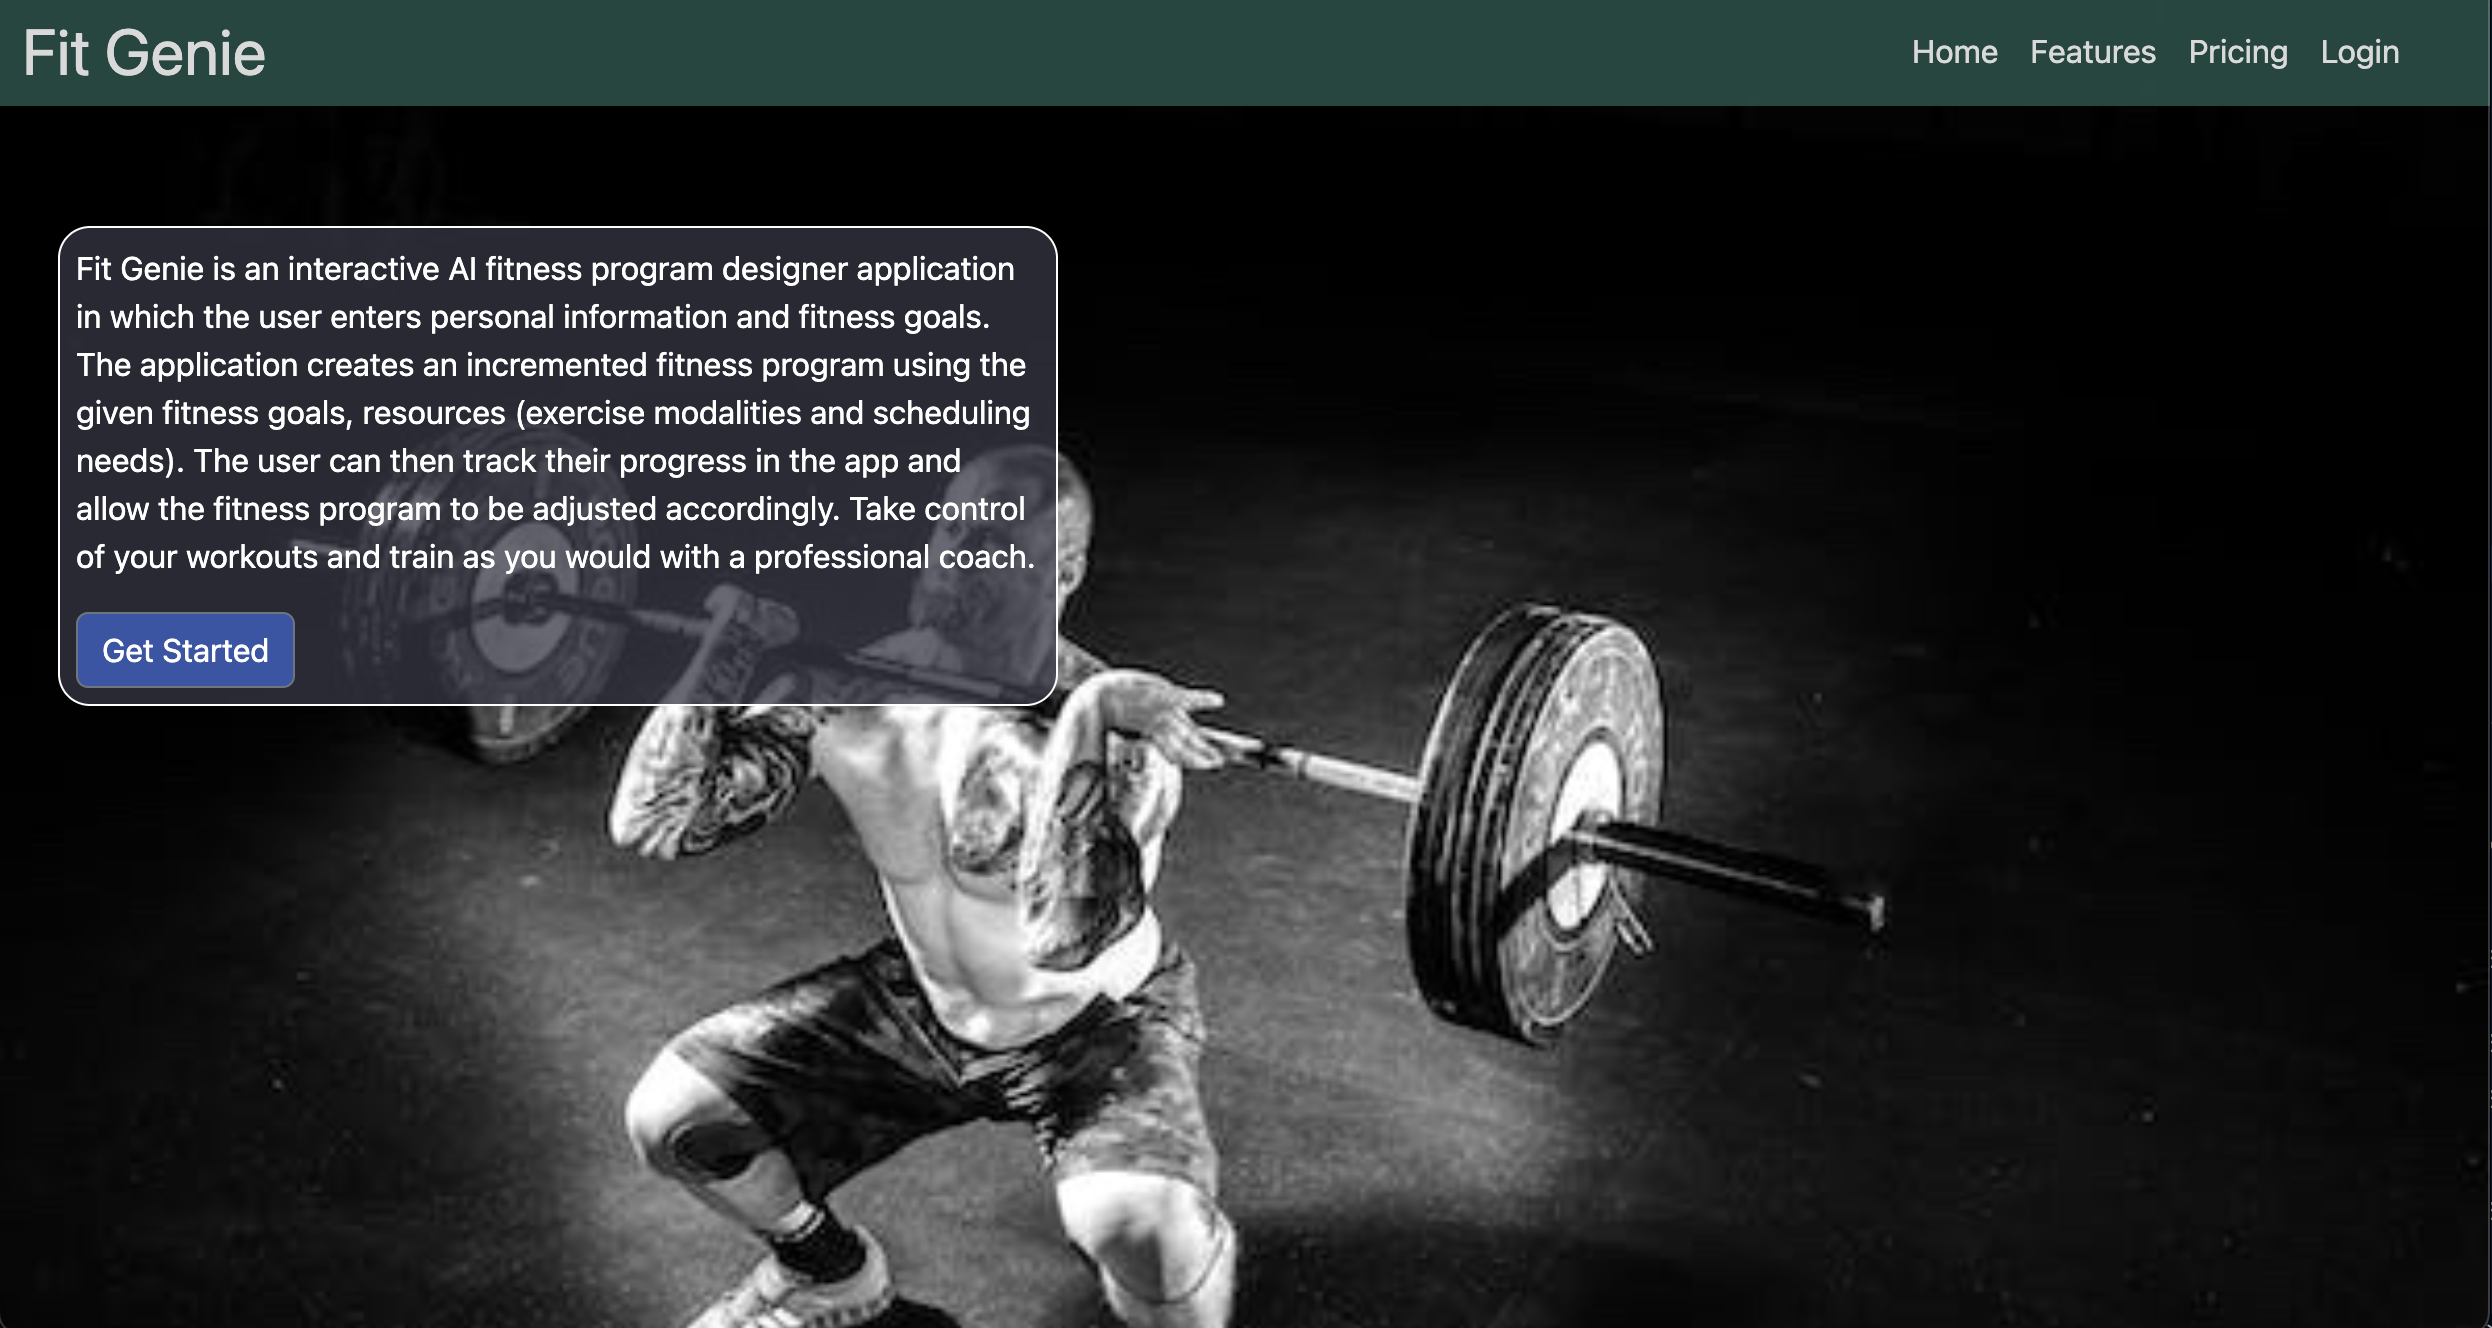 Fit Genie
Home Features Pricing Login
Fit Genie is an interactive AI fitness program designer application
in which the user enters personal information and fitness goals.
The application creates an incremented fitness program using the
given fitness goals, resources (exercise modalities and scheduling
needs). The user can then track their progress in the app and
allow the fitness program to be adjusted accordingly. Take control
of your workouts and train as you would with a professional coach.
Get Started